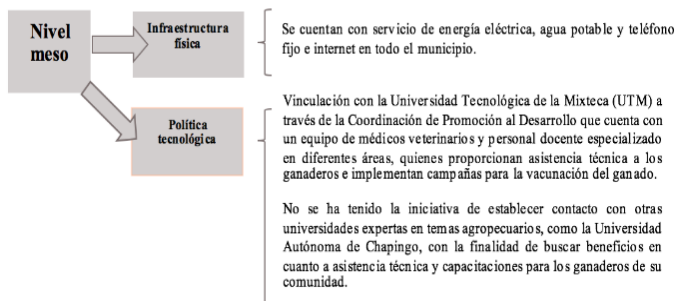 Nivel
meso
Infraestructura
física
Se cuentan con servicio de energía eléctrica, agua potable y teléfono
fijo e internet en todo el municipio.
Política
tecnológica
Vinculación con la Universidad Tecnológica de la Mixteca (UTM) a
través de la Coordinación de Promoción al Desarrollo que cuenta con
un equipo de médicos veterinarios y personal docente especializado
en diferentes áreas, quienes proporcionan asistencia técnica a los
ganaderos e implementan campañas para la vacunación del ganado.
No se ha tenido la iniciativa de establecer contacto con otras
universidades expertas en temas agropecuarios, como la Universidad
Autónoma de Chapingo, con la finalidad de buscar beneficios en
cuanto a asistencia técnica y capacitaciones para los ganaderos de su
comunidad.